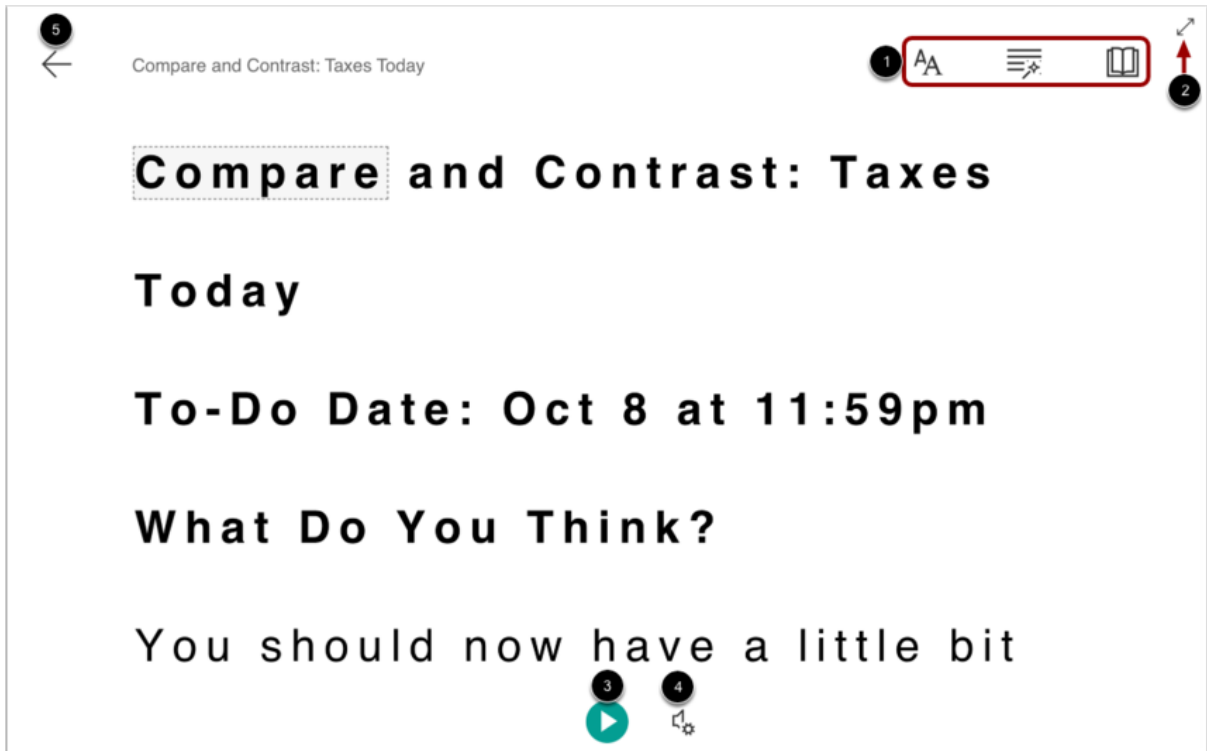 5
Compare and Contrast: Taxes Today
1
AA
2
Compare and Contrast: Taxes
Today
To-Do Date: Oct 8 at 11:59pm
What Do You Think?
You should now have a little bit
3
4